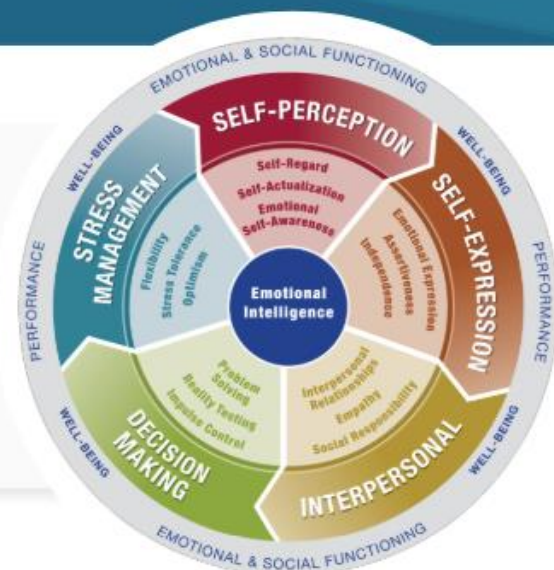 EMOTIONAL & SOCIAL FUNCTIONING
WELL-BEING
WELL-BEING
PERFORMANCE
PERFORMANCE
WELL-BEING
WELL-BEING
EMOTIONAL & SOCIAL FUNCTIONING
SELF-PERCEPTION
Self-Regard
Self-Actualization
Emotional
Self-Awareness
SELF-EXPRESSION
Emotional Expression
Assertiveness
Independence
INTERPERSONAL
Interpersonal
Relationships
Empathy
Social Responsibility
DECISION
MAKING
Problem
Solving
Reality Testing
Impulse Control
STRESS
MANAGEMENT
Flexibility
Stress Tolerance
Optimism
Emotional
Intelligence